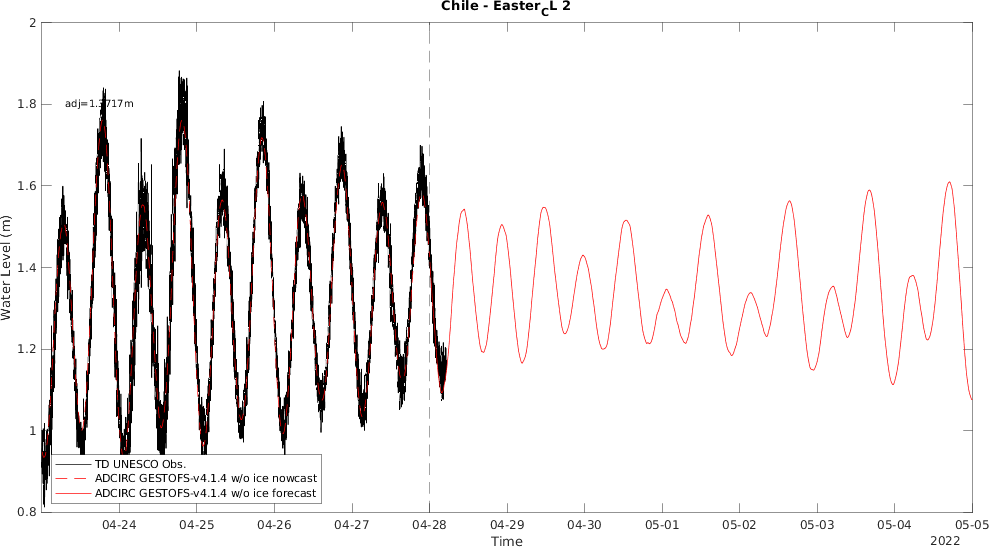 Chile - EasterCL 2
Water Level (m)
2
1.8
1.6
1.4
1.2
1
0.8
adj=1.3717m
TD UNESCO Obs.
ADCIRC GESTOFS-v4.1.4 w/o ice nowcast
ADCIRC GESTOFS-v4.1.4 w/o ice forecast
04-24 04-25 04-26 04-27 04-28 04-29 04-30 05-01 05-02 05-03 05-04 05-05
Time
2022